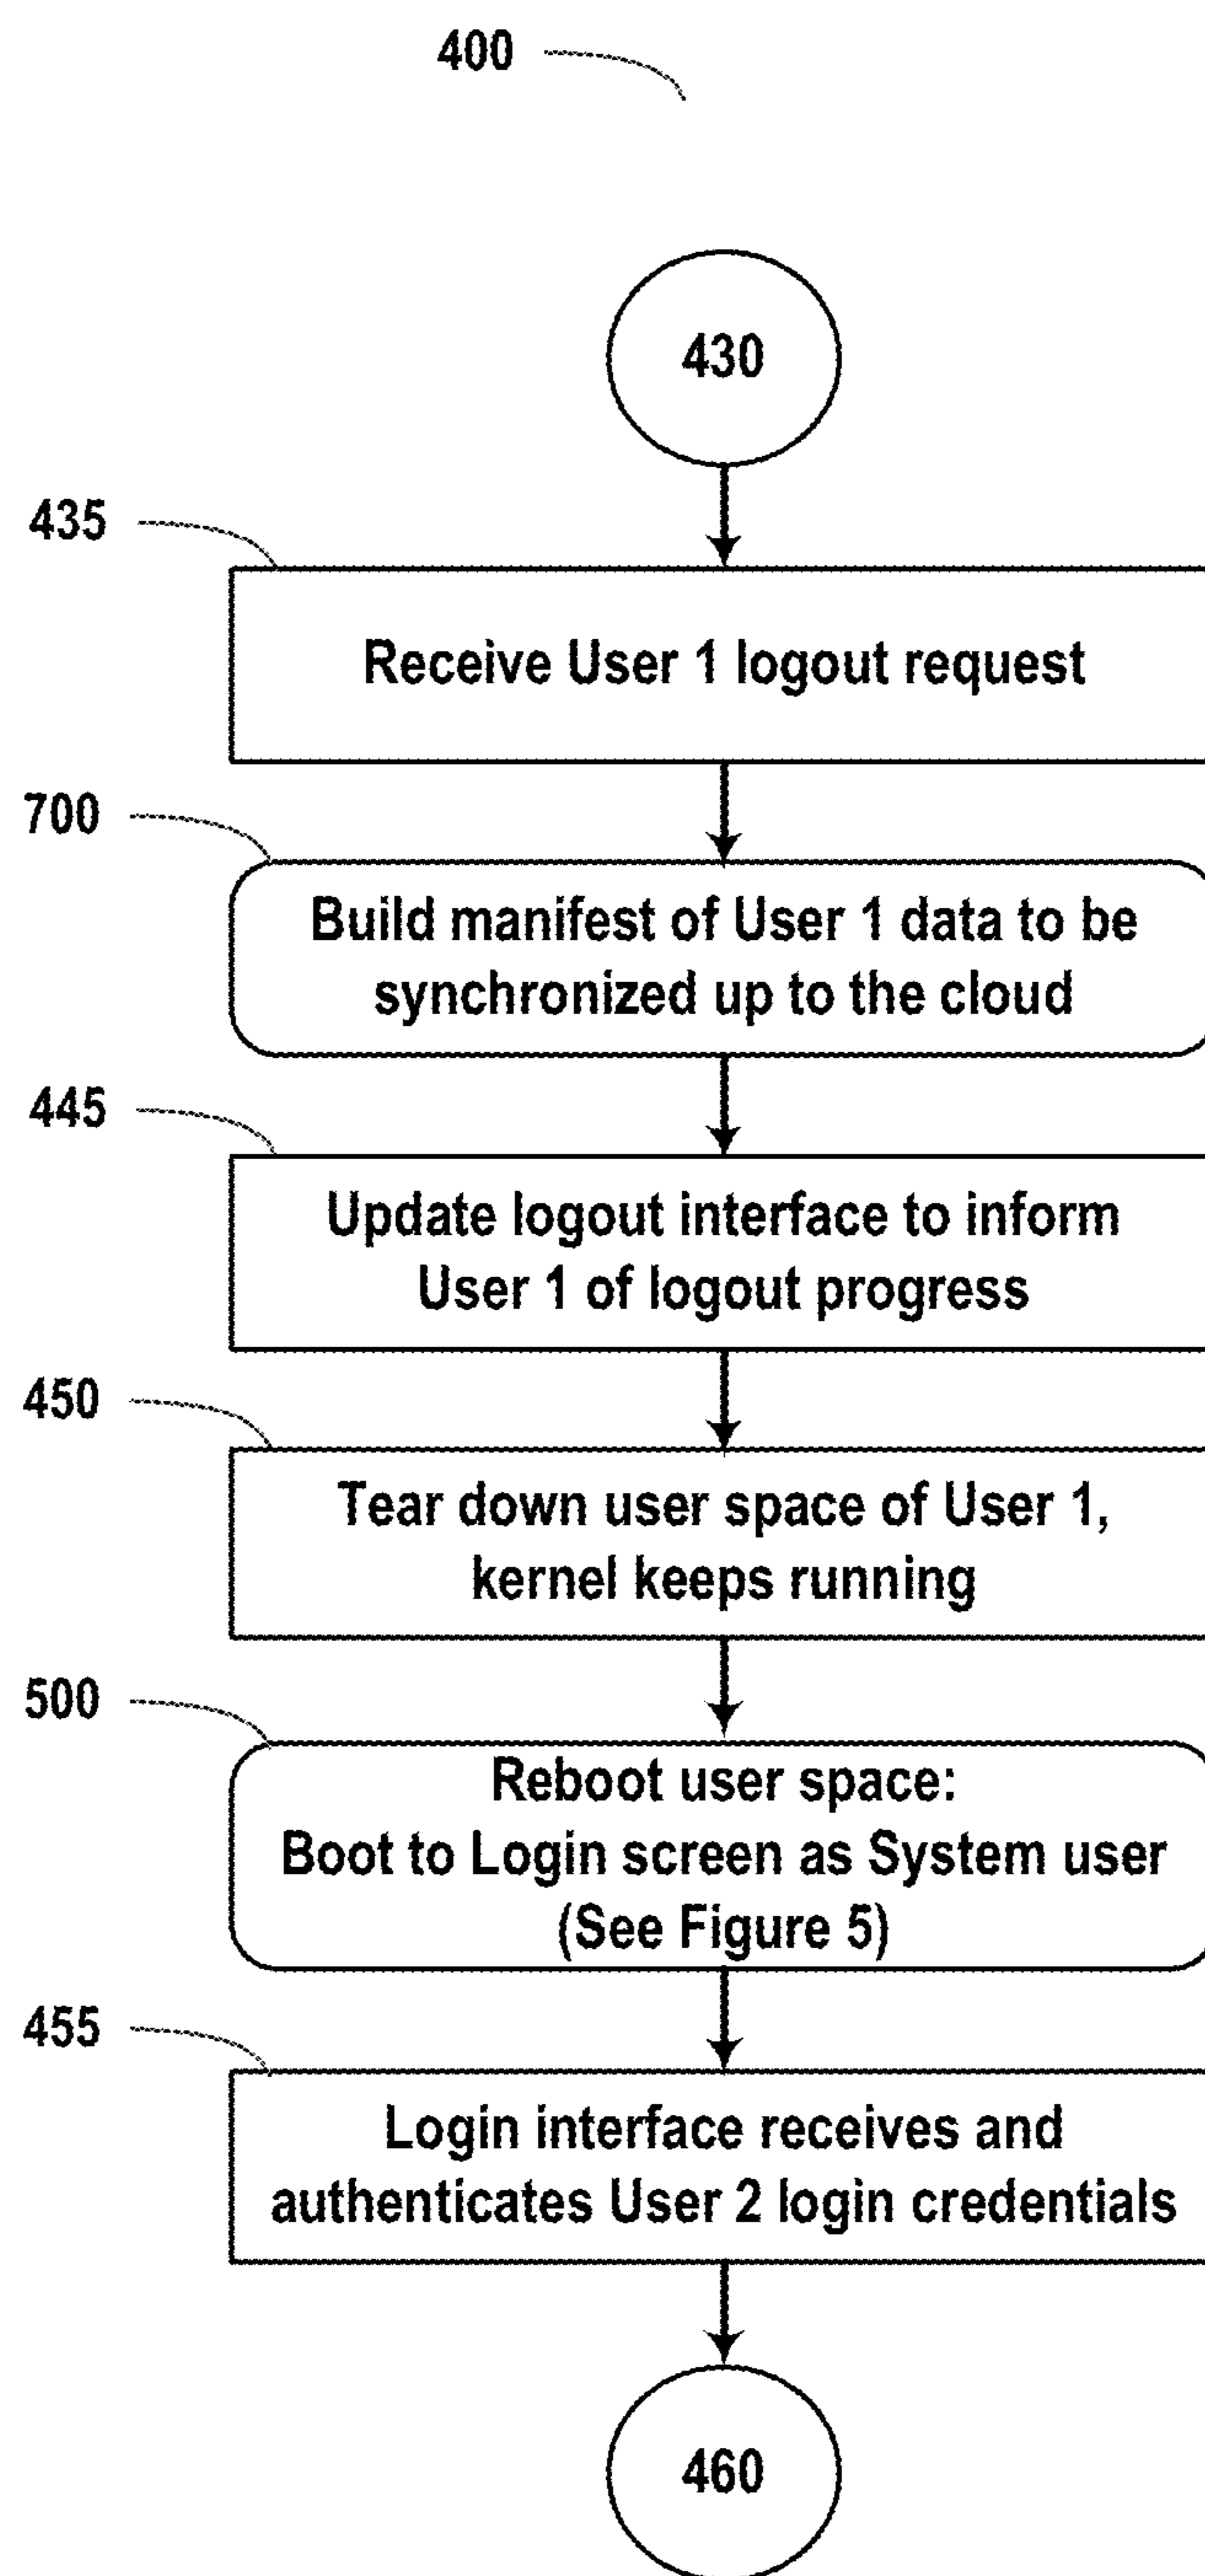 400
430
435
Receive User 1 logout request
700
Build manifest of User 1 data to be
synchronized up to the cloud
445
Update logout interface to inform
User 1 of logout progress
450
Tear down user space of User 1,
kernel keeps running
500
Reboot user space:
Boot to Login screen as System user
(See Figure 5)
455
Login interface receives and
authenticates User 2 login credentials
460